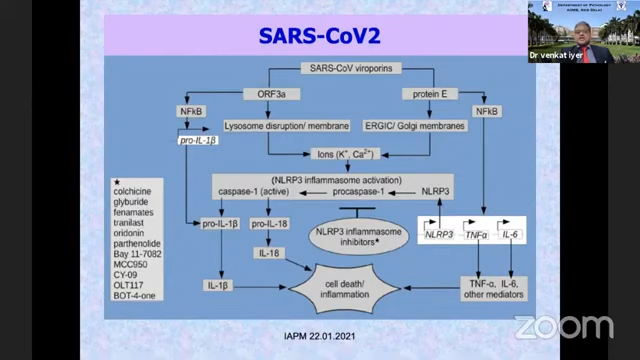 SARS-CoV2
SARS-CoV viroporins
ORF3a
protein E
NFkB
NFkB
pro-IL-1β
Lysosome disruption/ membrane
ERGIC/ Golgi membranes
Ions (K⁺, Ca²⁺)
(NLRP3 inflammasome activation)
caspase-1 (active)
procaspase-1
NLRP3
★
colchicine
glyburide
fenamates
tranilast
oridonin
parthenolide
Bay 11-7082
MCC950
CY-09
OLT117
BOT-4-one
pro-IL-1β
pro-IL-18
NLRP3 inflammasome
inhibitors★
NLRP3
TNFα
IL-6
IL-18
IL-1β
cell death/
inflammation
TNF-α, IL-6,
other mediators
IAPM 22.01.2021
Department of Pathology
AIIMS, New Delhi
Dr venkat iyer
zoom